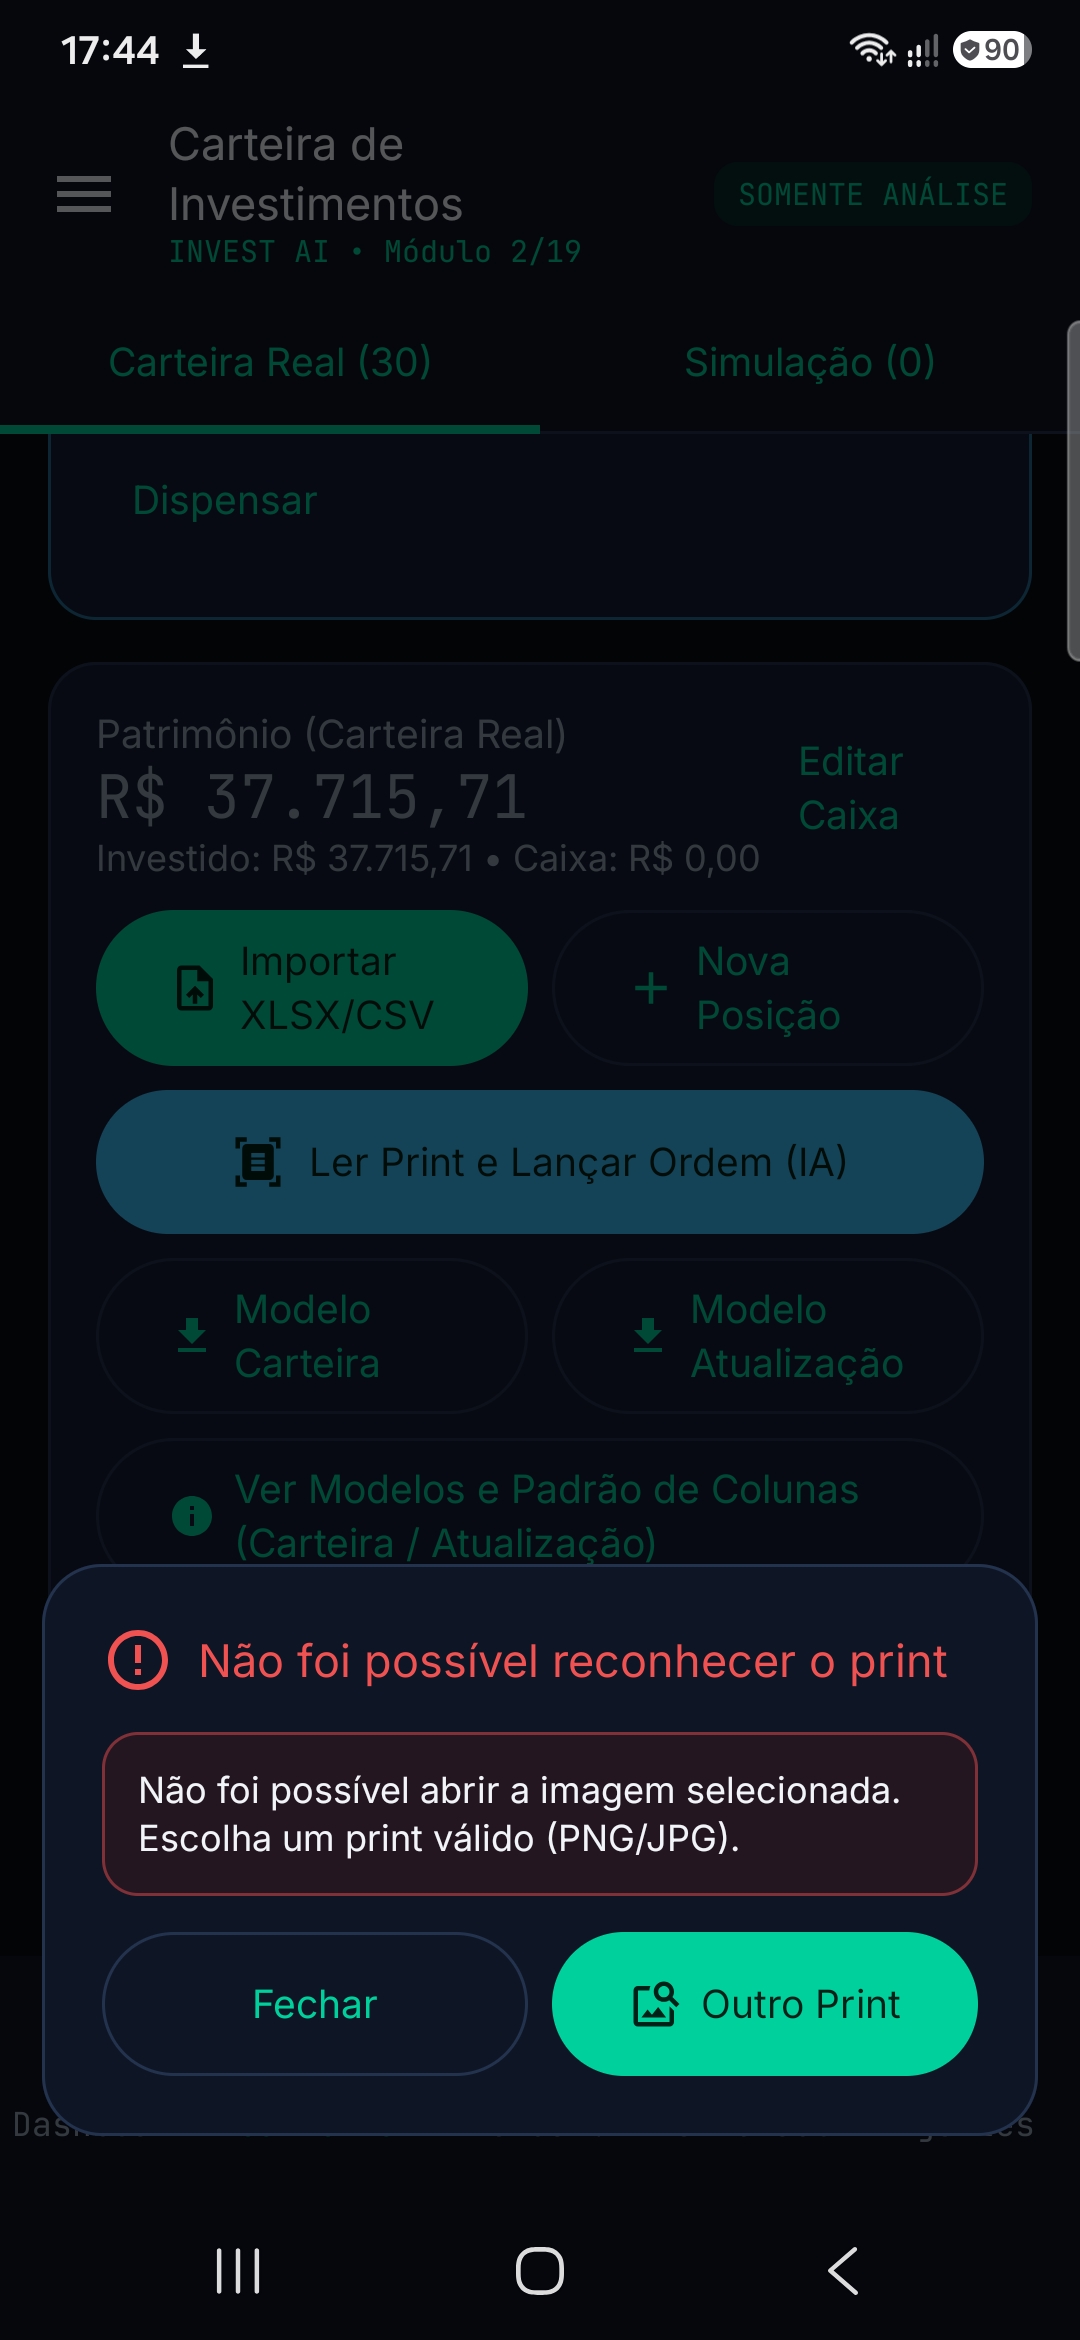 17:44
90
Carteira de
Investimentos
INVEST AI • Módulo 2/19
SOMENTE ANÁLISE
Carteira Real (30)
Simulação (0)
Dispensar
Patrimônio (Carteira Real)
R$ 37.715,71
Investido: R$ 37.715,71 • Caixa: R$ 0,00
Editar
Caixa
Importar
XLSX/CSV
Nova
Posição
Ler Print e Lançar Ordem (IA)
Modelo
Carteira
Modelo
Atualização
Ver Modelos e Padrão de Colunas
(Carteira / Atualização)
Não foi possível reconhecer o print
Não foi possível abrir a imagem selecionada.
Escolha um print válido (PNG/JPG).
Fechar
Outro Print